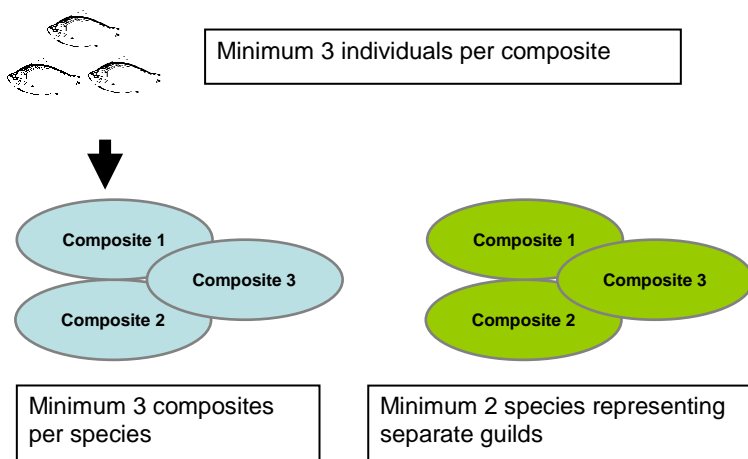 Minimum 3 individuals per composite
Composite 1
Composite 3
Composite 2
Composite 1
Composite 3
Composite 2
Minimum 3 composites
per species
Minimum 2 species representing
separate guilds